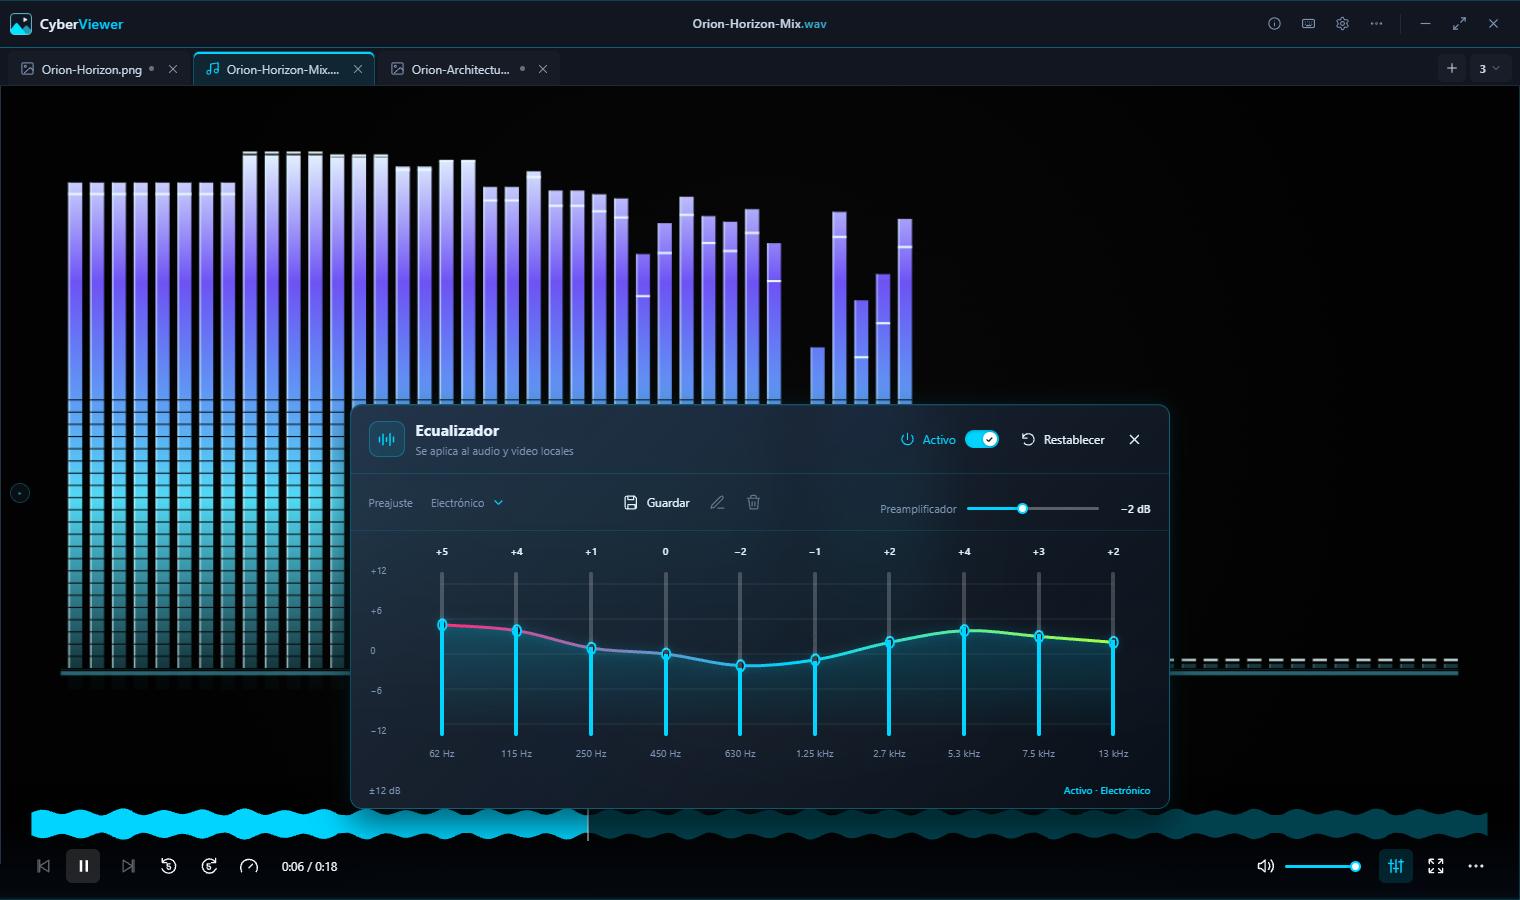 CyberViewer
Orion-Horizon-Mix.wav
Orion-Horizon.png
Orion-Horizon-Mix....
Orion-Architectu...
3
Ecualizador
Se aplica al audio y vídeo locales
Activo
Restablecer
Preajuste
Electrónico
Guardar
Preamplificador
−2 dB
+5 +4 +1 0 −2 −1 +2 +4 +3 +2
+12
+6
0
−6
−12
62 Hz 115 Hz 250 Hz 450 Hz 630 Hz 1.25 kHz 2.7 kHz 5.3 kHz 7.5 kHz 13 kHz
±12 dB
Activo · Electrónico
5
5
0:06 / 0:18